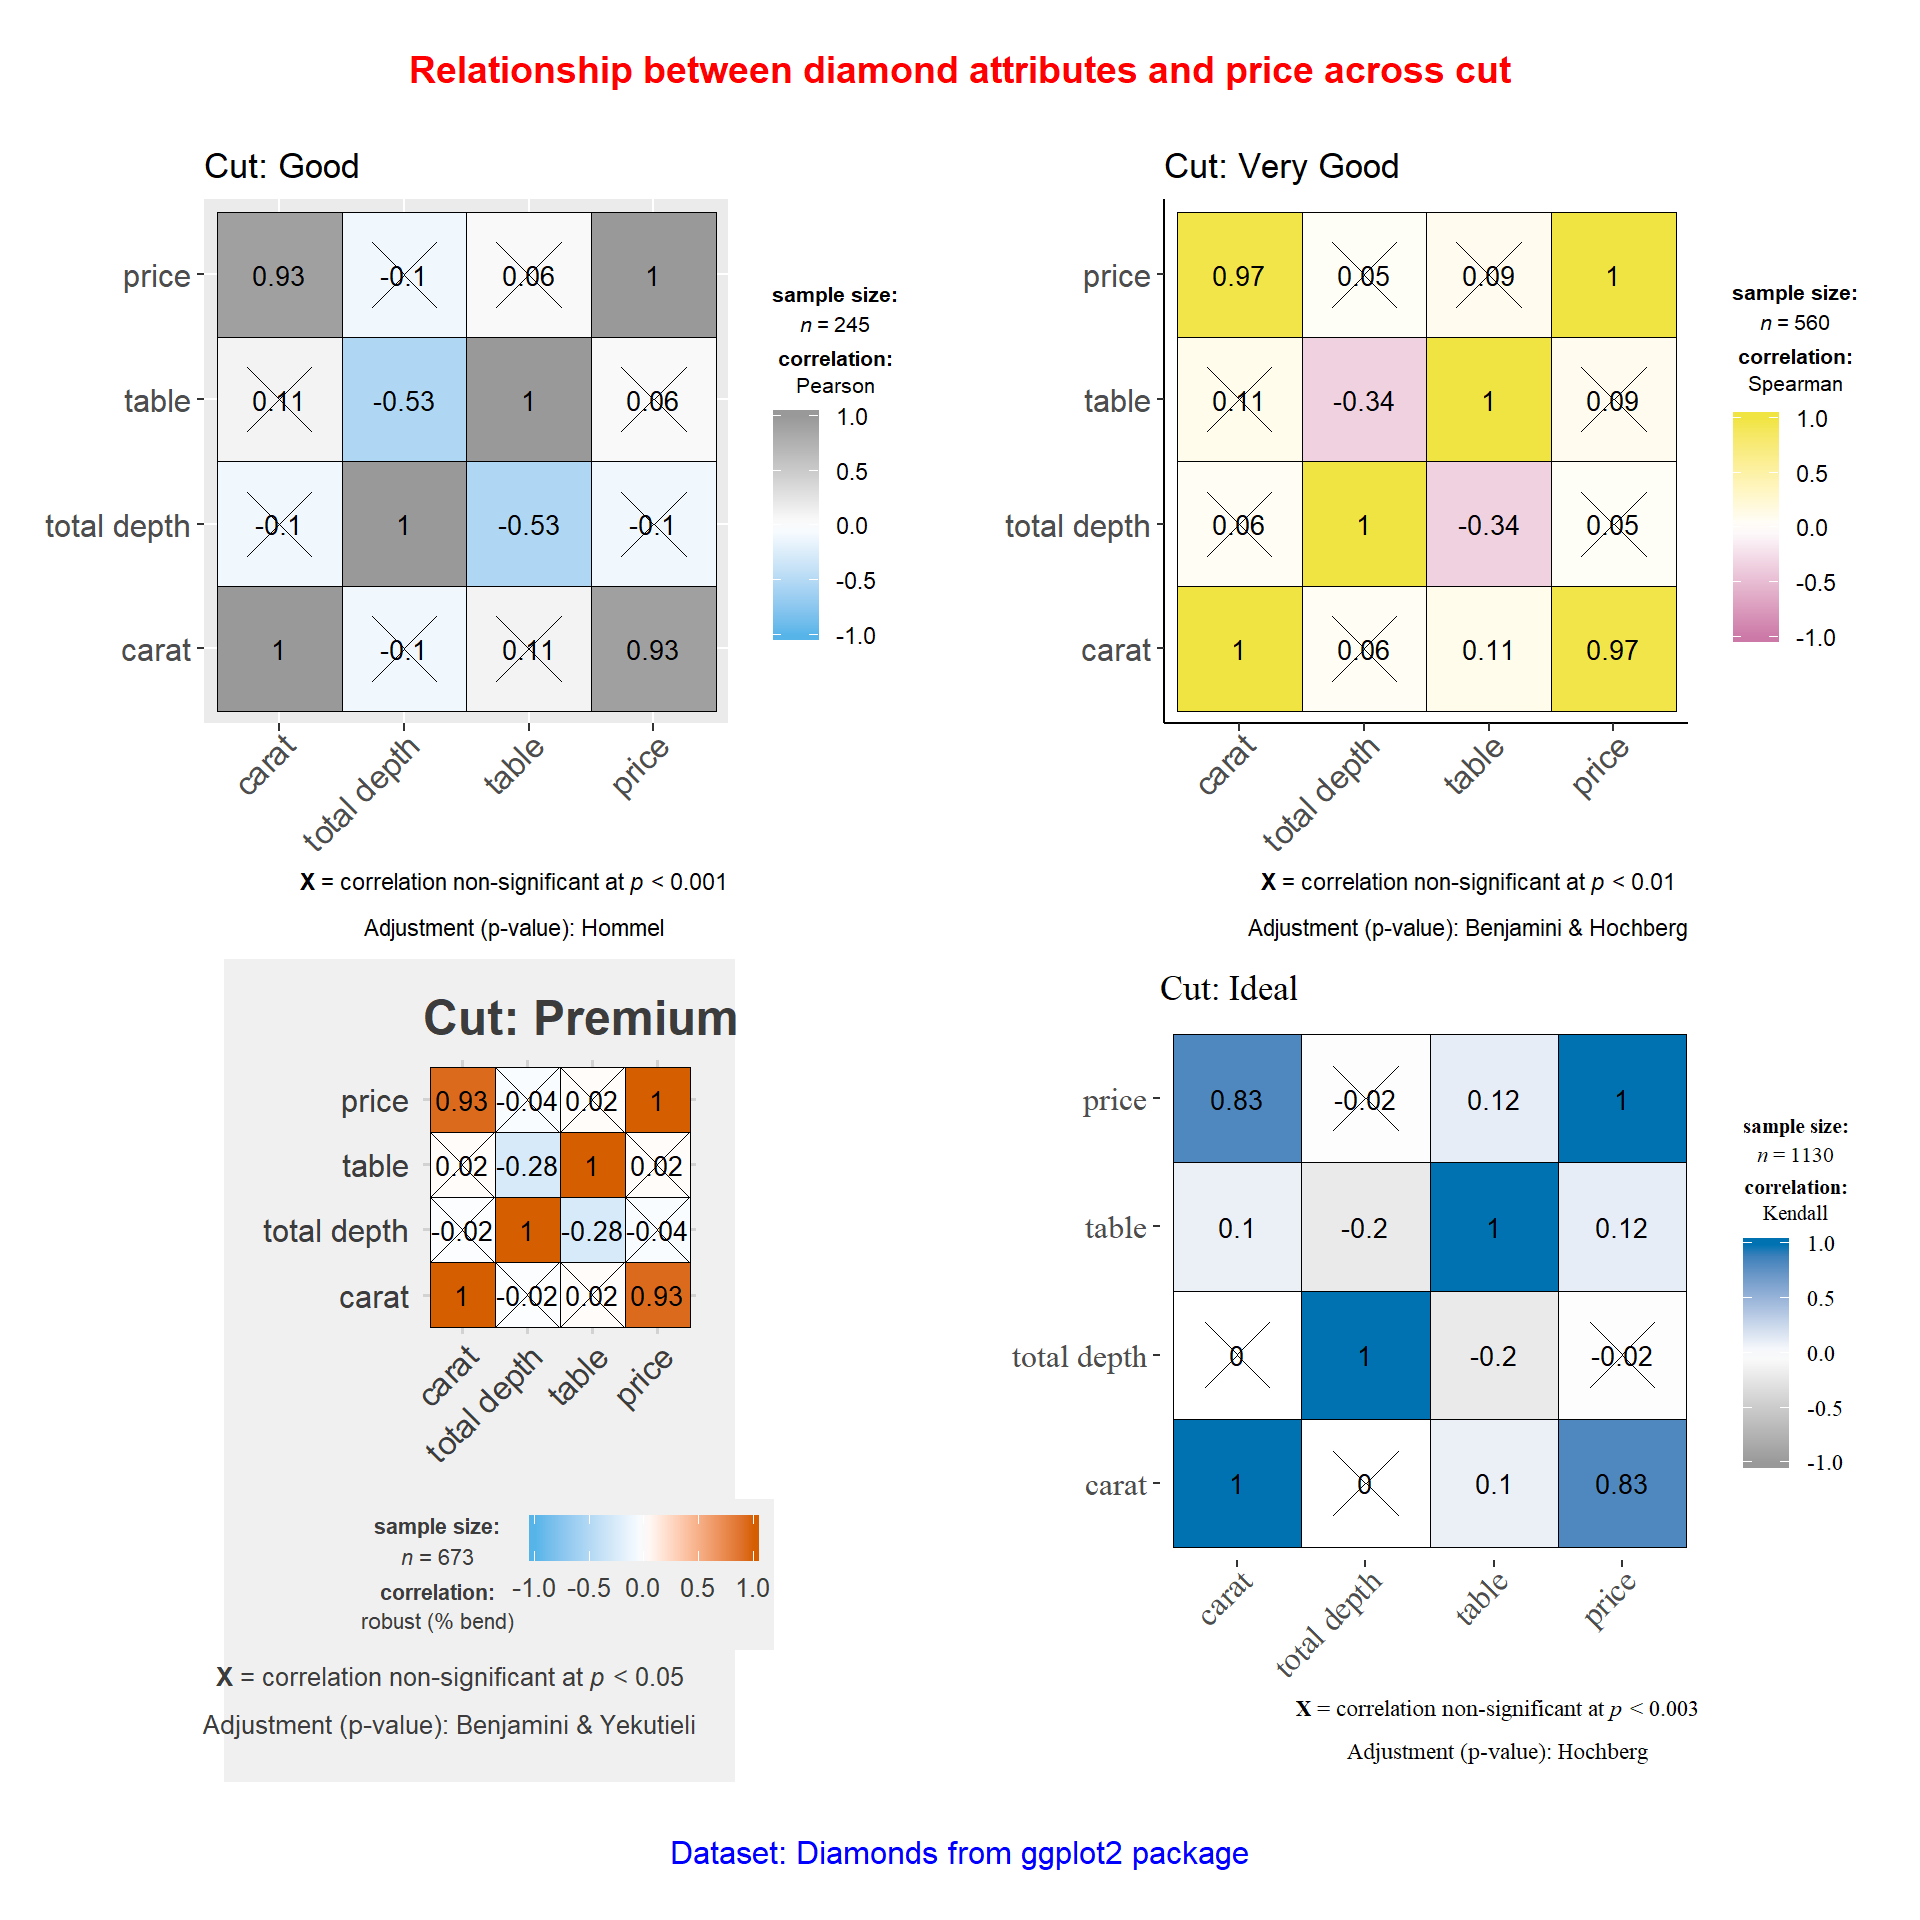 Relationship between diamond attributes and price across cut
Cut: Good
price
0.93 -0.1 0.06 1
table
0.11 -0.53 1 0.06
total depth
-0.1 1 -0.53 -0.1
carat
1 -0.1 0.11 0.93
carat total depth table price
sample size:
n = 245
correlation:
Pearson
1.0
0.5
0.0
-0.5
-1.0
X = correlation non-significant at p < 0.001
Adjustment (p-value): Hommel
Cut: Very Good
price
0.97 0.05 0.09 1
table
0.11 -0.34 1 0.09
total depth
0.06 1 -0.34 0.05
carat
1 0.06 0.11 0.97
carat total depth table price
sample size:
n = 560
correlation:
Spearman
1.0
0.5
0.0
-0.5
-1.0
X = correlation non-significant at p < 0.01
Adjustment (p-value): Benjamini & Hochberg
Cut: Premium
price
0.93 -0.04 0.02 1
table
0.02 -0.28 1 0.02
total depth
-0.02 1 -0.28 -0.04
carat
1 -0.02 0.02 0.93
carat total depth table price
sample size:
n = 673
correlation:
robust (% bend)
-1.0 -0.5 0.0 0.5 1.0
X = correlation non-significant at p < 0.05
Adjustment (p-value): Benjamini & Yekutieli
Cut: Ideal
price
0.83 -0.02 0.12 1
table
0.1 -0.2 1 0.12
total depth
0 1 -0.2 -0.02
carat
1 0 0.1 0.83
carat total depth table price
sample size:
n = 1130
correlation:
Kendall
1.0
0.5
0.0
-0.5
-1.0
X = correlation non-significant at p < 0.003
Adjustment (p-value): Hochberg
Dataset: Diamonds from ggplot2 package